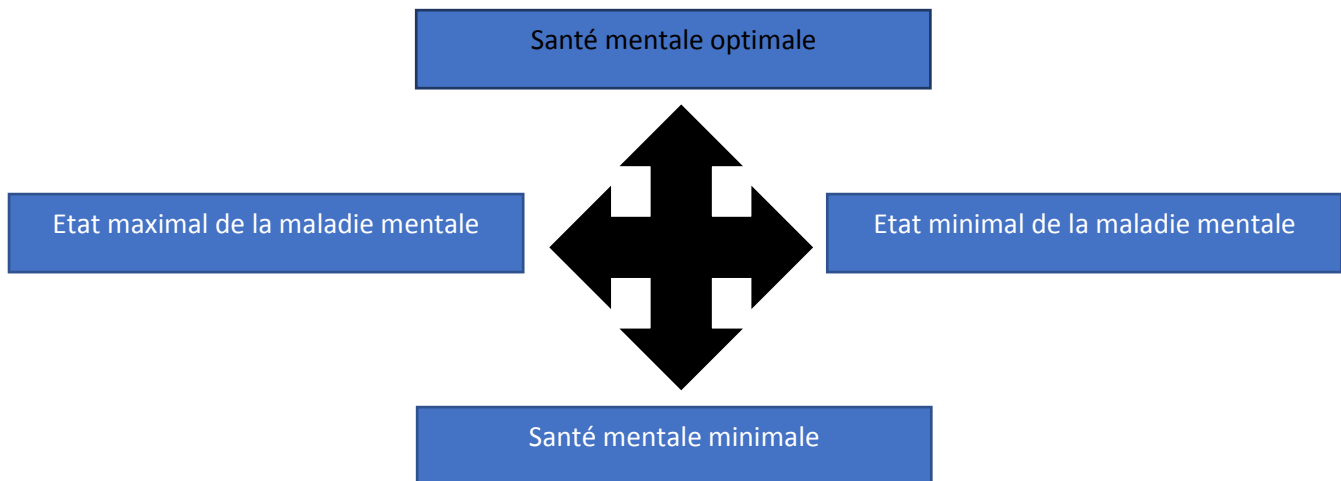 Santé mentale optimale
Etat maximal de la maladie mentale
Etat minimal de la maladie mentale
Santé mentale minimale